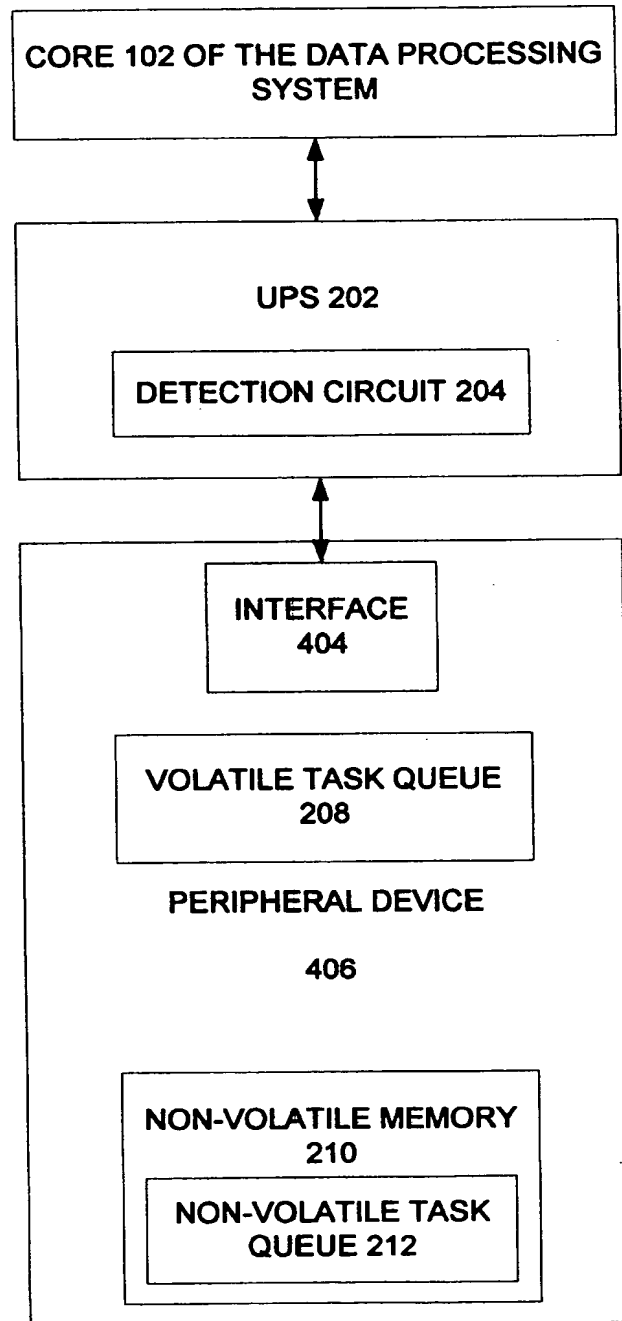 CORE 102 OF THE DATA PROCESSING
SYSTEM
UPS 202
DETECTION CIRCUIT 204
INTERFACE
404
VOLATILE TASK QUEUE
208
PERIPHERAL DEVICE
406
NON-VOLATILE MEMORY
210
NON-VOLATILE TASK
QUEUE 212